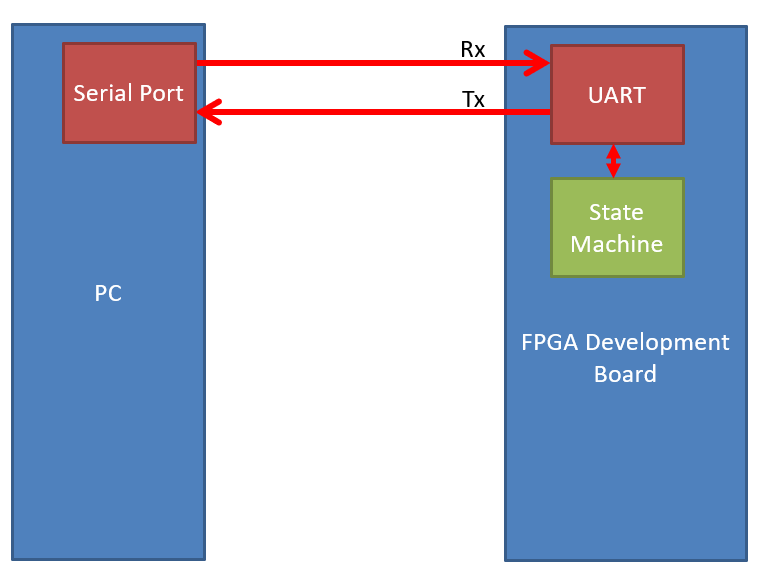 Rx
Serial Port
UART
Tx
State
Machine
PC
FPGA Development
Board